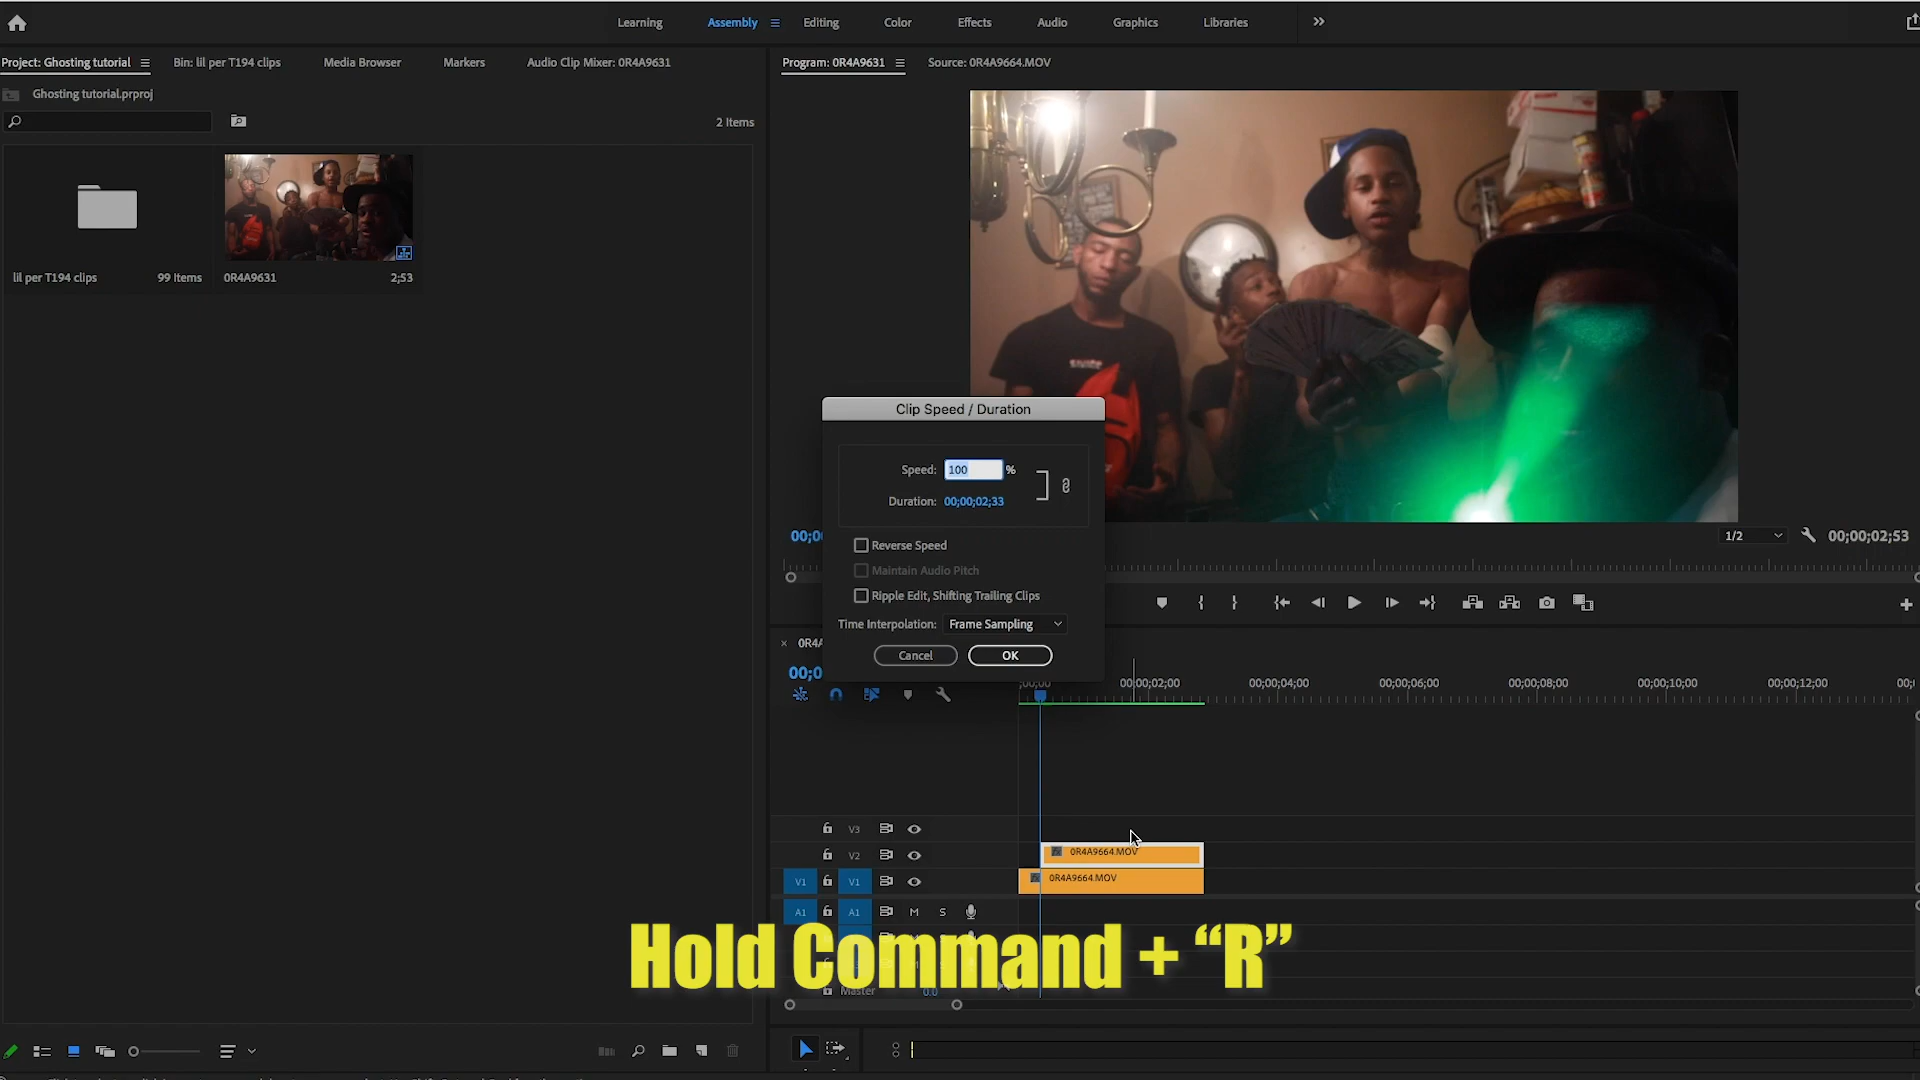 Learning
Assembly
Editing
Color
Effects
Audio
Graphics
Libraries
Project: Ghosting tutorial
Bin: lil per T194 clips
Media Browser
Markers
Audio Clip Mixer: 0R4A9631
Program: 0R4A9631
Source: 0R4A9664.MOV
Ghosting tutorial.prproj
2 Items
lil per T194 clips
99 Items
0R4A9631
2;53
Clip Speed / Duration
Speed: 100 %
Duration: 00;00;02;33
Reverse Speed
Maintain Audio Pitch
Ripple Edit, Shifting Trailing Clips
Time Interpolation: Frame Sampling
Cancel
OK
1/2
00;00;02;53
00;00;02;00
00;00;04;00
00;00;06;00
00;00;08;00
00;00;10;00
00;00;12;00
V3
V2
0R4A9664.MOV
V1
V1
0R4A9664.MOV
A1
A1
M
S
Hold Command + “R”
Master
0.0